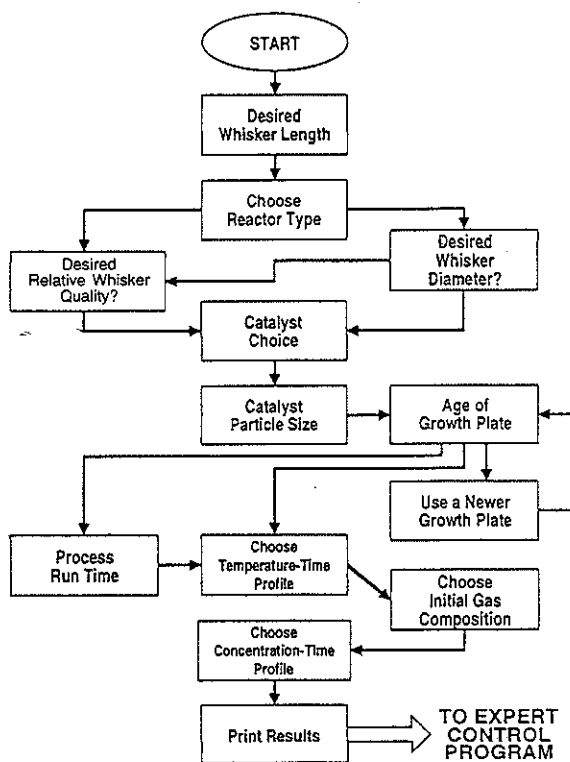 START
Desired
Whisker Length
Choose
Reactor Type
Desired
Relative Whisker
Quality?
Desired
Whisker
Diameter?
Catalyst
Choice
Catalyst
Particle Size
Age of
Growth Plate
Use a Newer
Growth Plate
Process
Run Time
Choose
Temperature-Time
Profile
Choose
Initial Gas
Composition
Choose
Concentration-Time
Profile
Print Results
TO EXPERT
CONTROL
PROGRAM